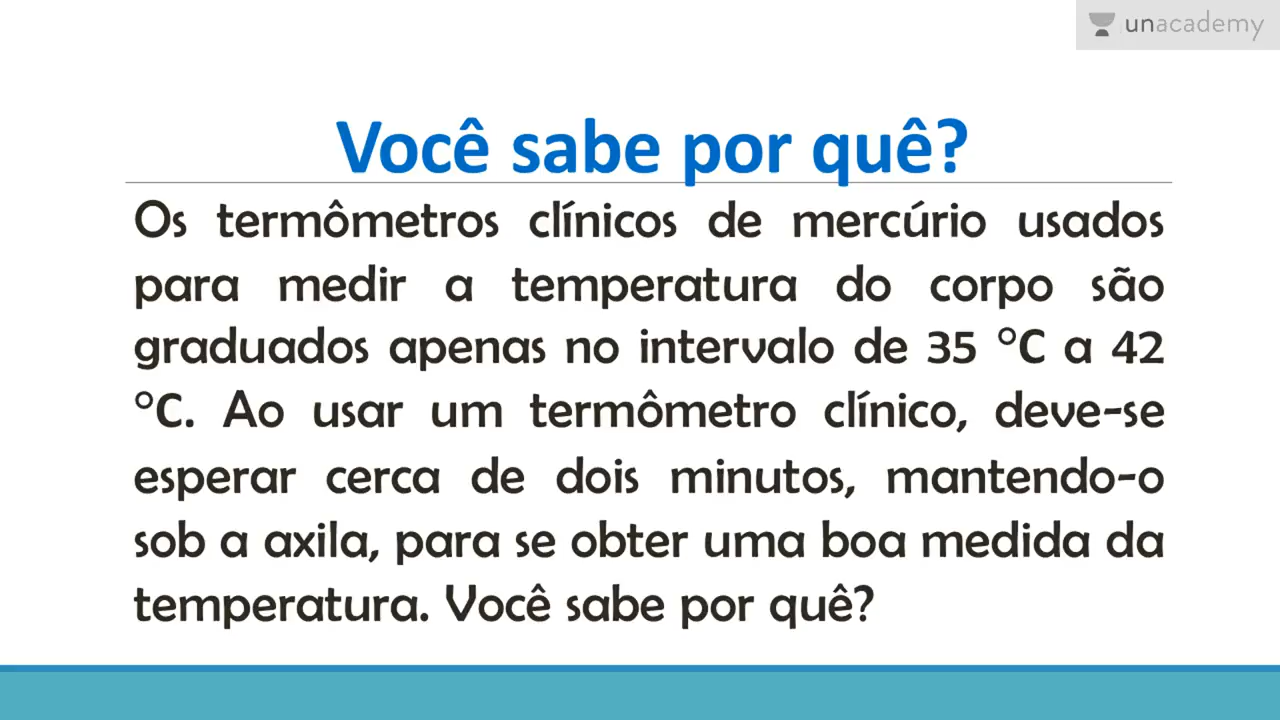 unacademy
Você sabe por quê?
Os termômetros clínicos de mercúrio usados
para medir a temperatura do corpo são
graduados apenas no intervalo de 35 °C a 42
°C. Ao usar um termômetro clínico, deve-se
esperar cerca de dois minutos, mantendo-o
sob a axila, para se obter uma boa medida da
temperatura. Você sabe por quê?